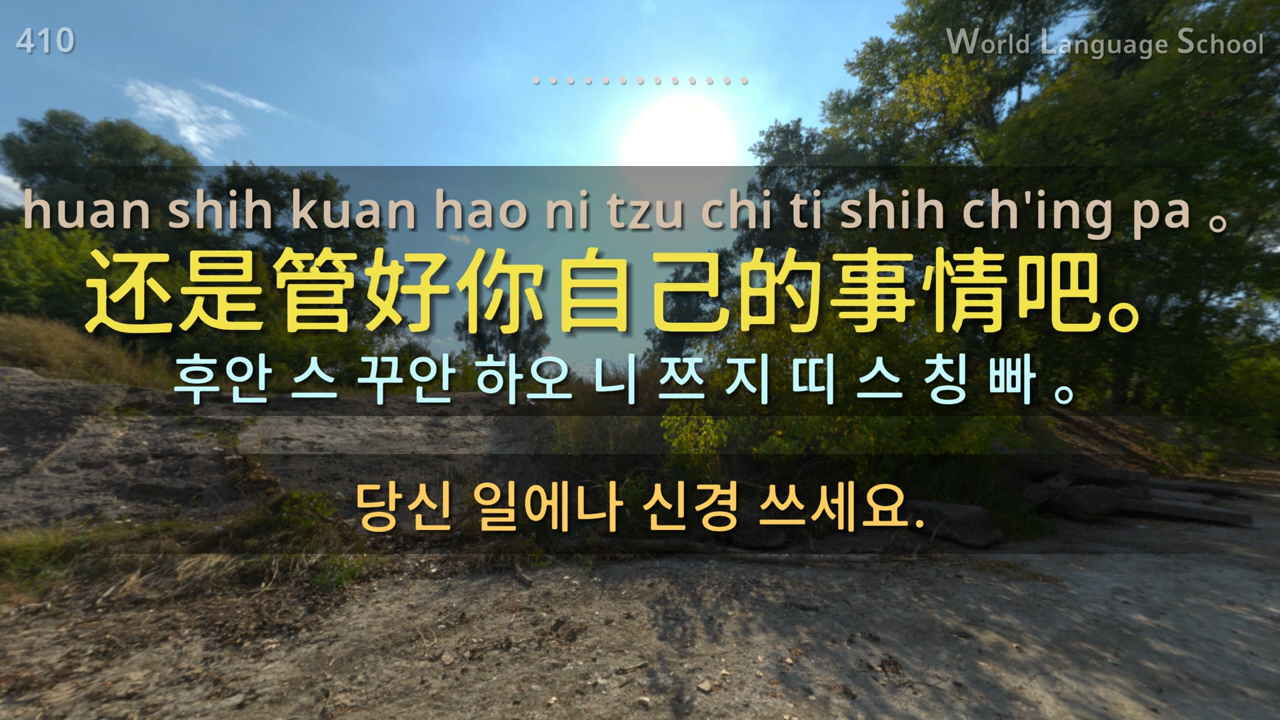 410
World Language School
huan shih kuan hao ni tzu chi ti shih ch'ing pa 。
还是管好你自己的事情吧。
후안 스 꾸안 하오 니 쯔 지 띠 스 칭 빠 。
당신 일에나 신경 쓰세요.